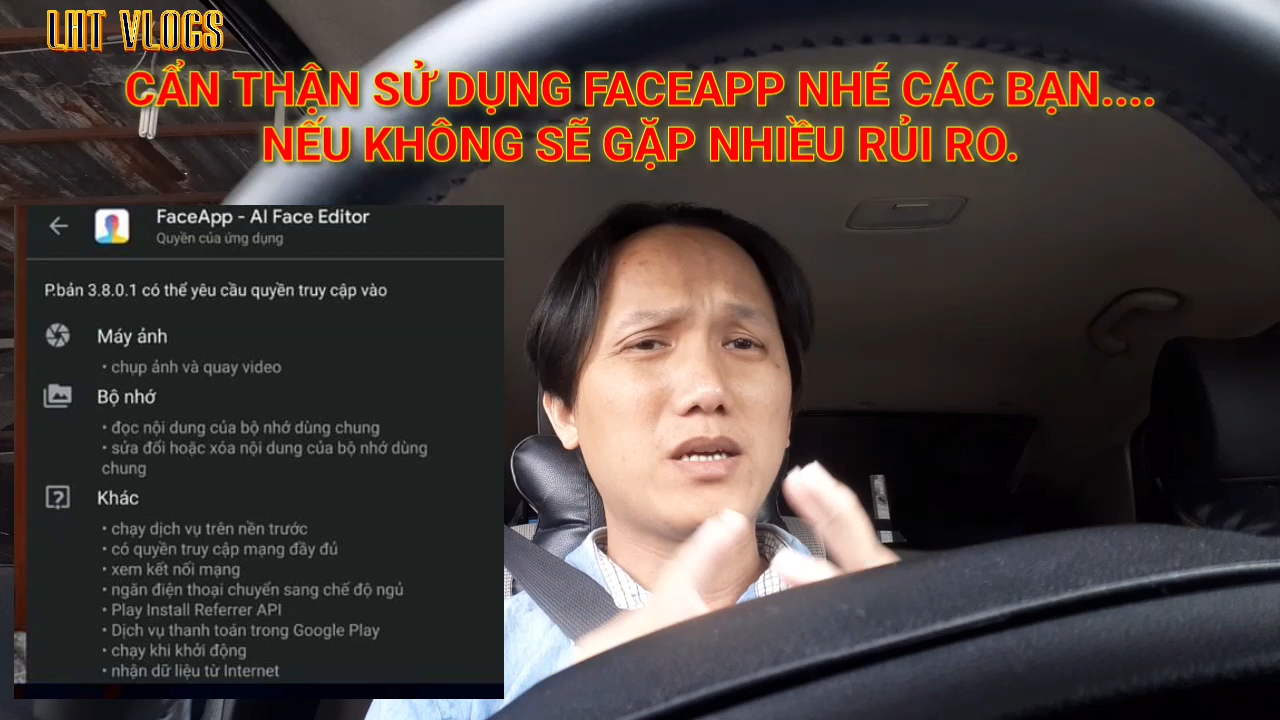 LHT VLOGS
CẨN THẬN SỬ DỤNG FACEAPP NHÉ CÁC BẠN....
NẾU KHÔNG SẼ GẶP NHIỀU RỦI RO.
FaceApp - AI Face Editor
Quyền của ứng dụng
P.bản 3.8.0.1 có thể yêu cầu quyền truy cập vào
Máy ảnh
• chụp ảnh và quay video
Bộ nhớ
• đọc nội dung của bộ nhớ dùng chung
• sửa đổi hoặc xóa nội dung của bộ nhớ dùng
chung
Khác
• chạy dịch vụ trên nền trước
• có quyền truy cập mạng đầy đủ
• xem kết nối mạng
• ngăn điện thoại chuyển sang chế độ ngủ
• Play Install Referrer API
• Dịch vụ thanh toán trong Google Play
• chạy khi khởi động
• nhận dữ liệu từ Internet